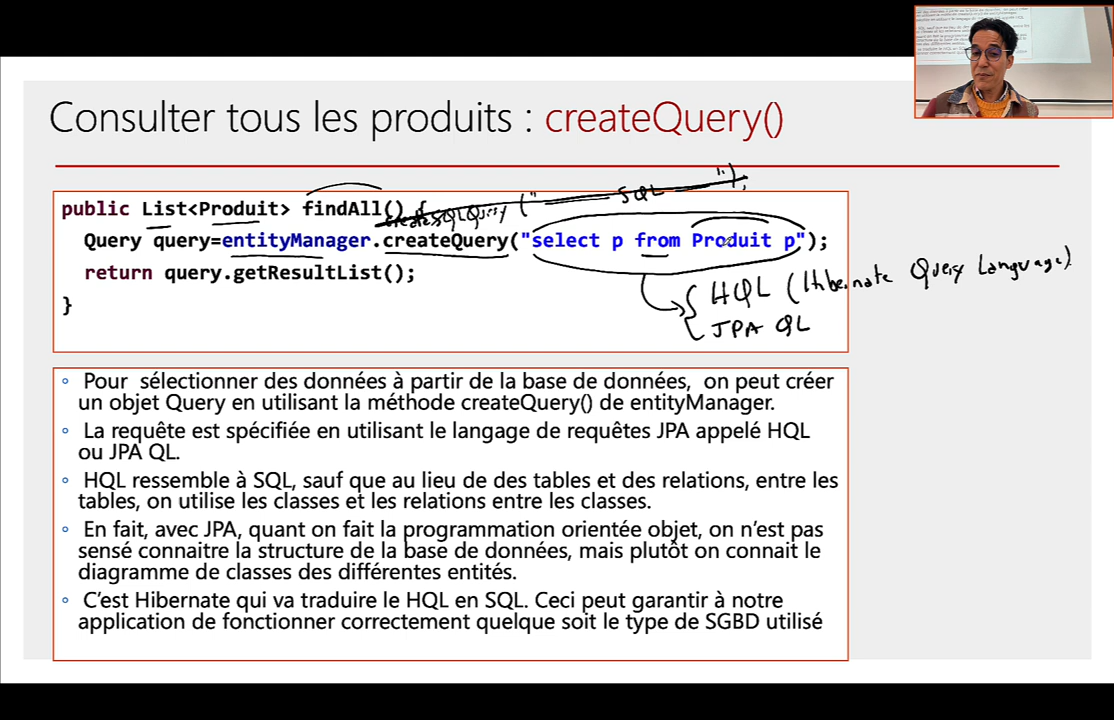 Consulter tous les produits : createQuery()
public List<Produit> findAll() {
createSQLQuery (" SQL ");
Query query=entityManager.createQuery("select p from Produit p");
return query.getResultList();
}
HQL (Hibernate Query Language)
JPA QL
◦ Pour sélectionner des données à partir de la base de données, on peut créer
un objet Query en utilisant la méthode createQuery() de entityManager.
◦ La requête est spécifiée en utilisant le langage de requêtes JPA appelé HQL
ou JPA QL.
◦ HQL ressemble à SQL, sauf que au lieu de des tables et des relations, entre les
tables, on utilise les classes et les relations entre les classes.
◦ En fait, avec JPA, quant on fait la programmation orientée objet, on n'est pas
sensé connaitre la structure de la base de données, mais plutôt on connait le
diagramme de classes des différentes entités.
◦ C'est Hibernate qui va traduire le HQL en SQL. Ceci peut garantir à notre
application de fonctionner correctement quelque soit le type de SGBD utilisé